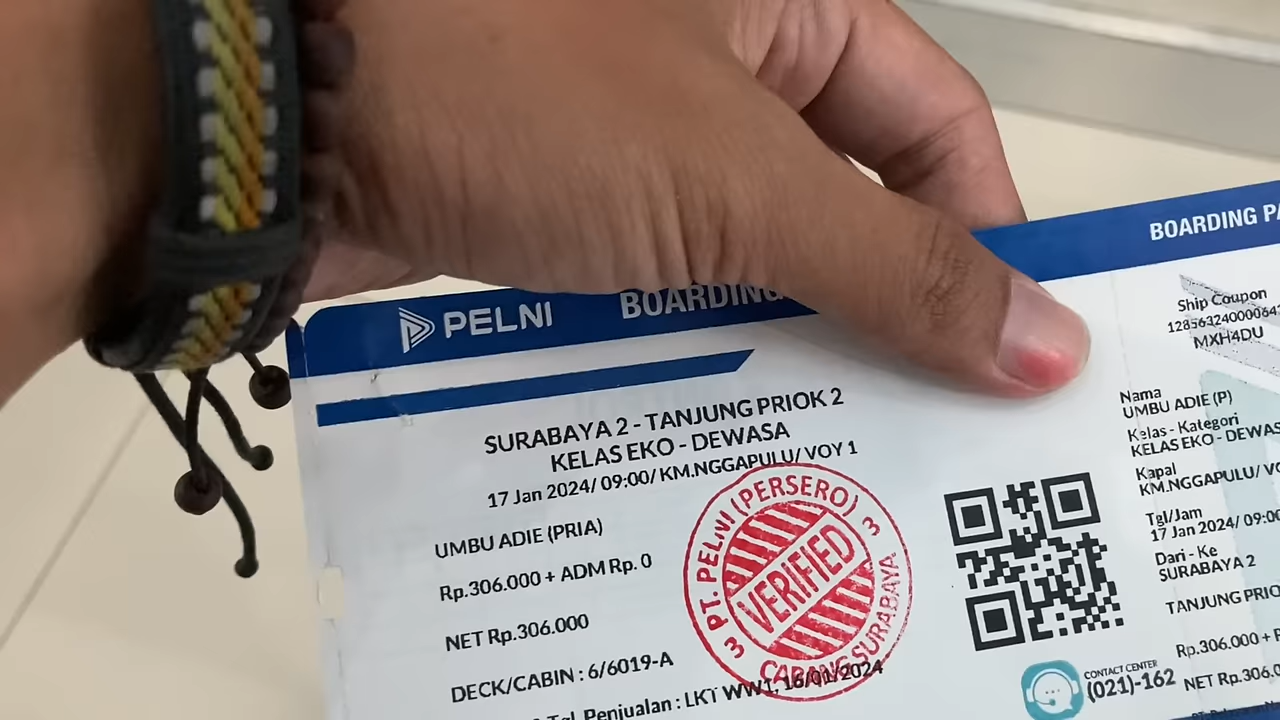 PELNI
BOARDING
SURABAYA 2 - TANJUNG PRIOK 2
KELAS EKO - DEWASA
17 Jan 2024/ 09:00/ KM.NGGAPULU/ VOY 1
UMBU ADIE (PRIA)
Rp.306.000 + ADM Rp. 0
NET Rp.306.000
DECK/CABIN : 6/6019-A
Tgl. Penjualan : LKT WW1, 16/01/2024
3 PT. PELNI (PERSERO) 3
VERIFIED
CABANG SURABAYA
CONTACT CENTER
(021)-162
BOARDING PA
Ship Coupon
MXH4DU
Nama
UMBU ADIE (P)
Kelas - Kategori
KELAS EKO - DEWAS
Kapal
KM.NGGAPULU/ VO
Tgl/Jam
17 Jan 2024/ 09:00
Dari - Ke
SURABAYA 2
TANJUNG PRIO
Rp.306.000 +
NET Rp.306.0